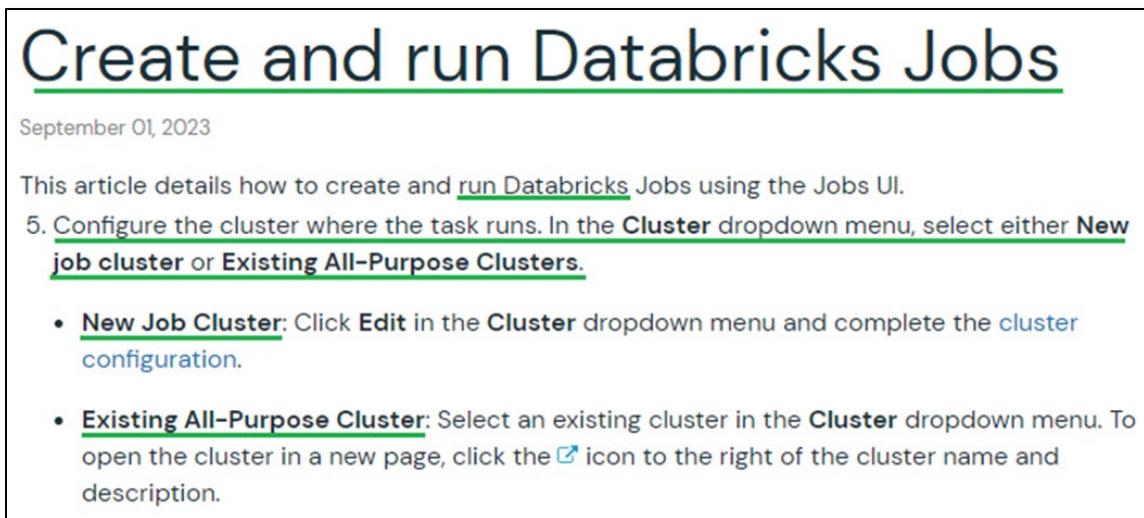 Create and run Databricks Jobs
September 01, 2023
This article details how to create and run Databricks Jobs using the Jobs UI.
5. Configure the cluster where the task runs. In the Cluster dropdown menu, select either New
job cluster or Existing All-Purpose Clusters.
• New Job Cluster: Click Edit in the Cluster dropdown menu and complete the cluster
configuration.
• Existing All-Purpose Cluster: Select an existing cluster in the Cluster dropdown menu. To
open the cluster in a new page, click the icon to the right of the cluster name and
description.